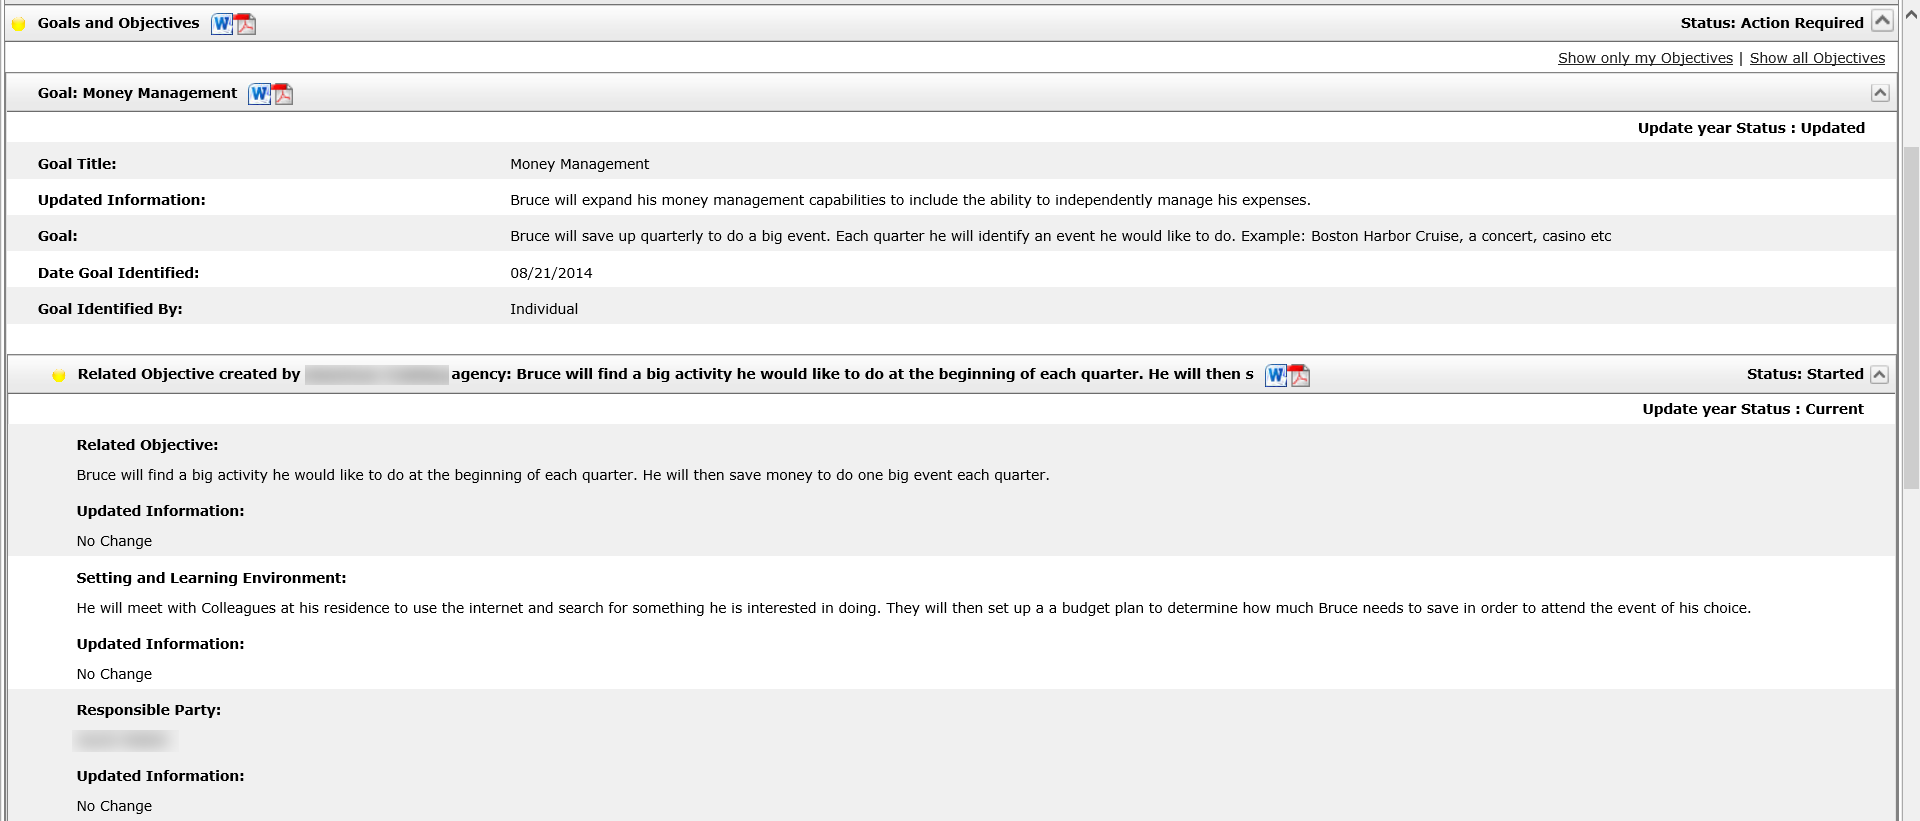 Goals and Objectives
Status: Action Required
Show only my Objectives | Show all Objectives
Goal: Money Management
Update year Status : Updated
Goal Title: Money Management
Updated Information: Bruce will expand his money management capabilities to include the ability to independently manage his expenses.
Goal: Bruce will save up quarterly to do a big event. Each quarter he will identify an event he would like to do. Example: Boston Harbor Cruise, a concert, casino etc
Date Goal Identified: 08/21/2014
Goal Identified By: Individual
Related Objective created by agency: Bruce will find a big activity he would like to do at the beginning of each quarter. He will then s
Status: Started
Update year Status : Current
Related Objective:
Bruce will find a big activity he would like to do at the beginning of each quarter. He will then save money to do one big event each quarter.
Updated Information:
No Change
Setting and Learning Environment:
He will meet with Colleagues at his residence to use the internet and search for something he is interested in doing. They will then set up a a budget plan to determine how much Bruce needs to save in order to attend the event of his choice.
Updated Information:
No Change
Responsible Party:
Updated Information:
No Change